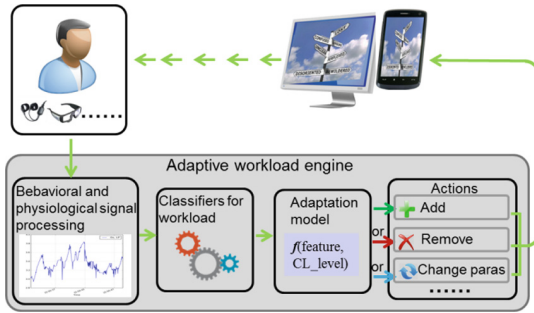 ......
Adaptive workload engine
Bebavioral and
physiological signal
processing
Classifiers for
workload
Adaptation
model
f(feature,
CL_level)
or
or
Actions
Add
Remove
Change paras
......